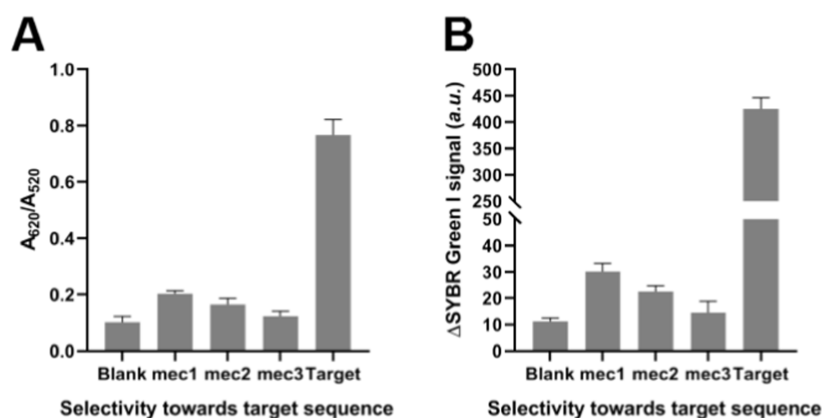 A
B
A620/A520
1.0
0.8
0.6
0.4
0.2
0.0
Blank mec1 mec2 mec3 Target
Selectivity towards target sequence
ΔSYBR Green I signal (a.u.)
500
450
400
350
300
250
50
40
30
20
10
0
Blank mec1 mec2 mec3 Target
Selectivity towards target sequence